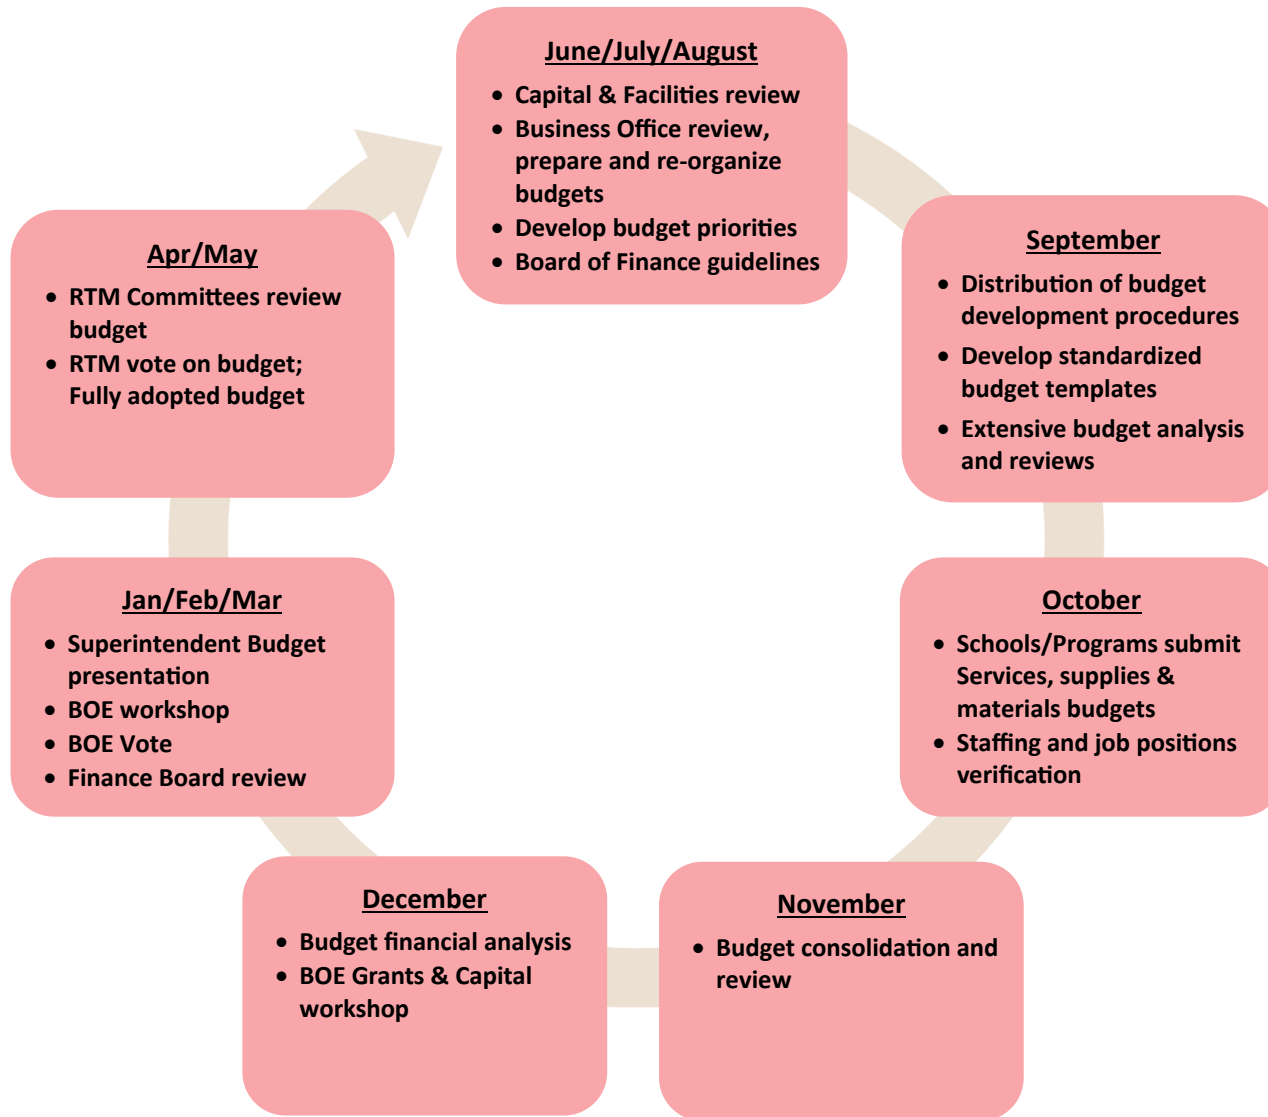 June/July/August
• Capital & Facilities review
• Business Office review,
prepare and re-organize
budgets
• Develop budget priorities
• Board of Finance guidelines
September
• Distribution of budget
development procedures
• Develop standardized
budget templates
• Extensive budget analysis
and reviews
October
• Schools/Programs submit
Services, supplies &
materials budgets
• Staffing and job positions
verification
November
• Budget consolidation and
review
December
• Budget financial analysis
• BOE Grants & Capital
workshop
Jan/Feb/Mar
• Superintendent Budget
presentation
• BOE workshop
• BOE Vote
• Finance Board review
Apr/May
• RTM Committees review
budget
• RTM vote on budget;
Fully adopted budget